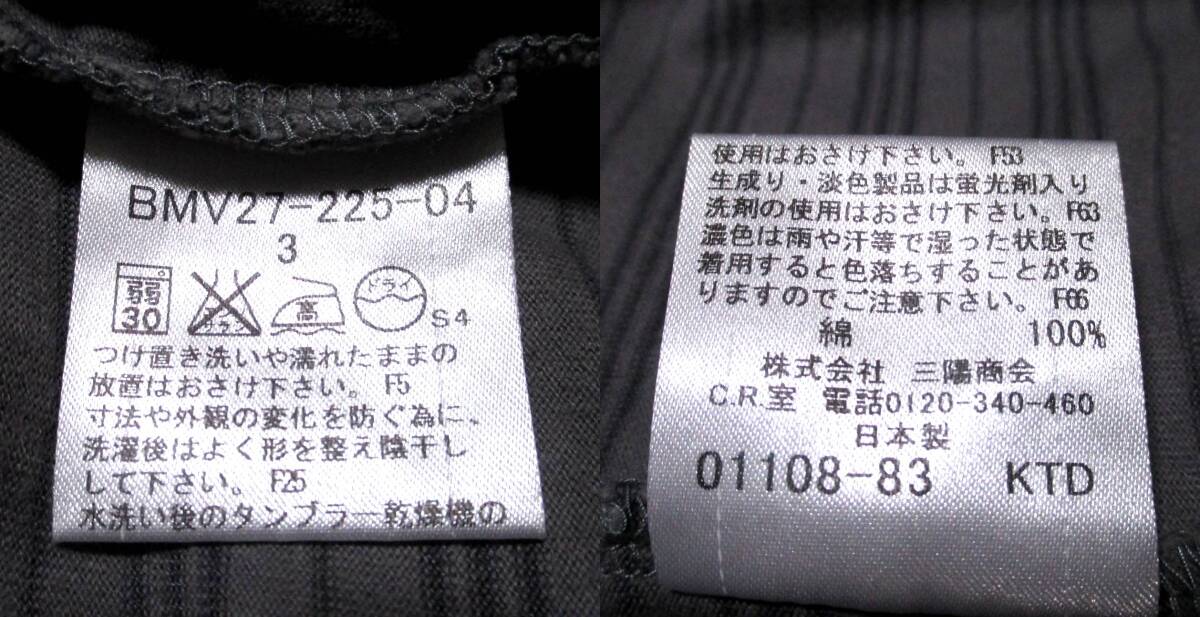 BMV27-225-04
3
弱
30
エンソ
サラシ
高
ドライ
S4
つけ置き洗いや濡れたままの
放置はおさけ下さい。 F5
寸法や外観の変化を防ぐ為に、
洗濯後はよく形を整え陰干し
して下さい。 F25
水洗い後のタンブラー乾燥機の
使用はおさけ下さい。 F53
生成り・淡色製品は蛍光剤入り
洗剤の使用はおさけ下さい。F63
濃色は雨や汗等で湿った状態で
着用すると色落ちすることがあ
りますのでご注意下さい。 F66
綿 100%
株式会社 三陽商会
C.R.室 電話0120-340-460
日本製
01108-83 KTD